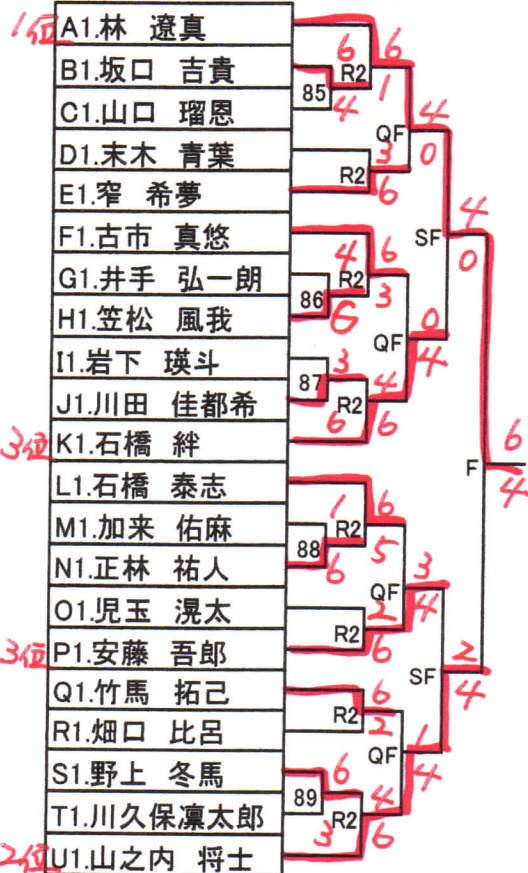 1位 A1.林 遼真 6 6
B1.坂口 吉貴 R2 1
85 4
C1.山口 瑠恩 4
QF 0
D1.末木 青葉 3
R2 6
E1.窄 希夢
4
F1.古市 真悠 SF 0
4 6
G1.井手 弘一朗 R2 3
86 6
H1.笠松 風我 0
QF 4
I1.岩下 瑛斗 3
87 4
J1.川田 佳都希 R2 6
6
3位 K1.石橋 絆 6
F 4
L1.石橋 泰志
1 6
M1.加来 佑麻 R2 5
88 6
N1.正林 祐人 3
QF 4
O1.児玉 滉太 2
R2 6
3位 P1.安藤 吾郎 2
SF 4
Q1.竹馬 拓己 6
R2 2
R1.畑口 比呂 1
QF 4
S1.野上 冬馬 6
89 4
T1.川久保凛太郎 3 R2 6
2位 U1.山之内 将士